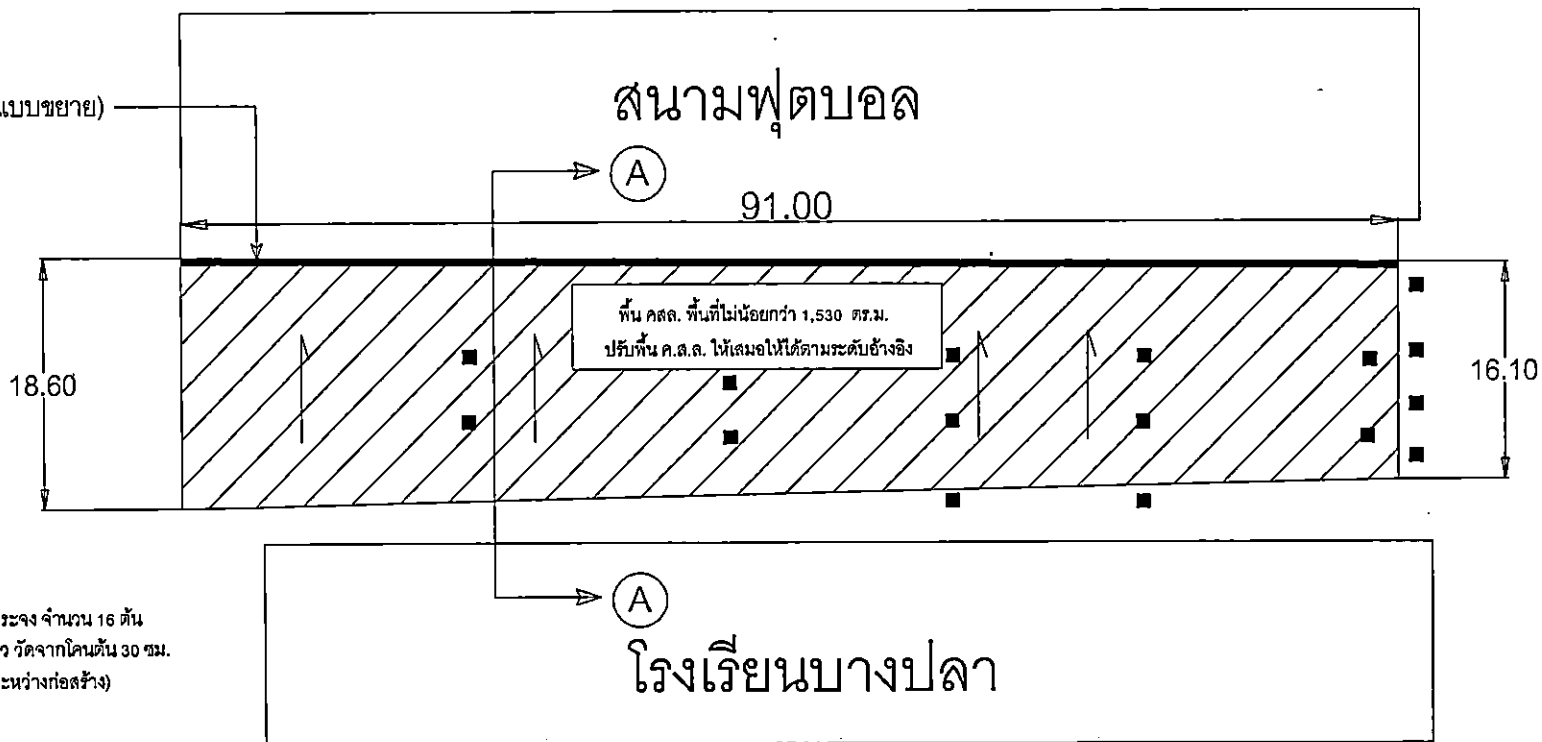 สนามฟุตบอล
แบบขยาย)
A
91.00
พื้น คสล. พื้นที่ไม่น้อยกว่า 1,530 ตร.ม.
ปรับพื้น ค.ส.ล. ให้เสมอให้ได้ตามระดับอ้างอิง
18.60
16.10
A
ระจง จำนวน 16 ต้น
ว วัดจากโคนต้น 30 ซม.
ะหว่างก่อสร้าง)
โรงเรียนบางปลา